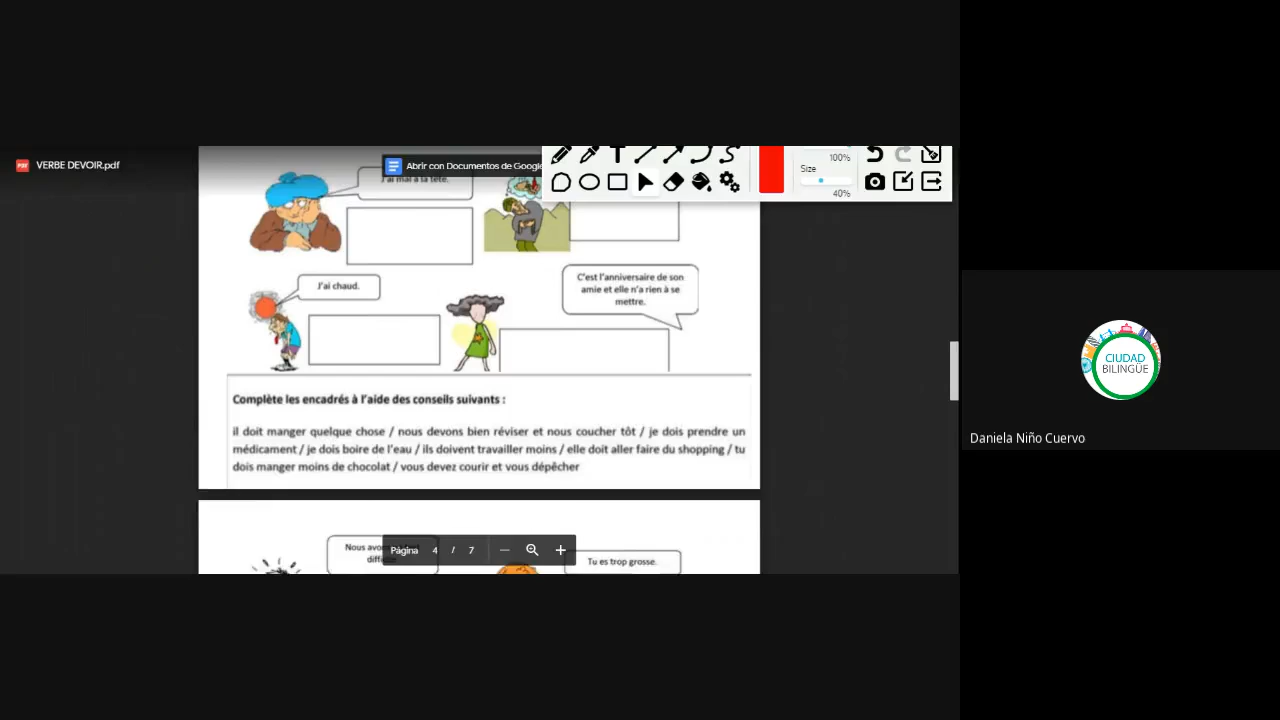 VERBE DEVOIR.pdf
Abrir con Documentos de Google
100%
Size
40%
J'ai mal à la tête.
J'ai chaud.
C'est l'anniversaire de son
amie et elle n'a rien à se
mettre.
Complète les encadrés à l'aide des conseils suivants :
il doit manger quelque chose / nous devons bien réviser et nous coucher tôt / je dois prendre un
médicament / je dois boire de l'eau / ils doivent travailler moins / elle doit aller faire du shopping / tu
dois manger moins de chocolat / vous devez courir et vous dépêcher
Nous
Página 4 / 7
Tu es trop grosse.
CIUDAD
BILINGÜE
Daniela Niño Cuervo